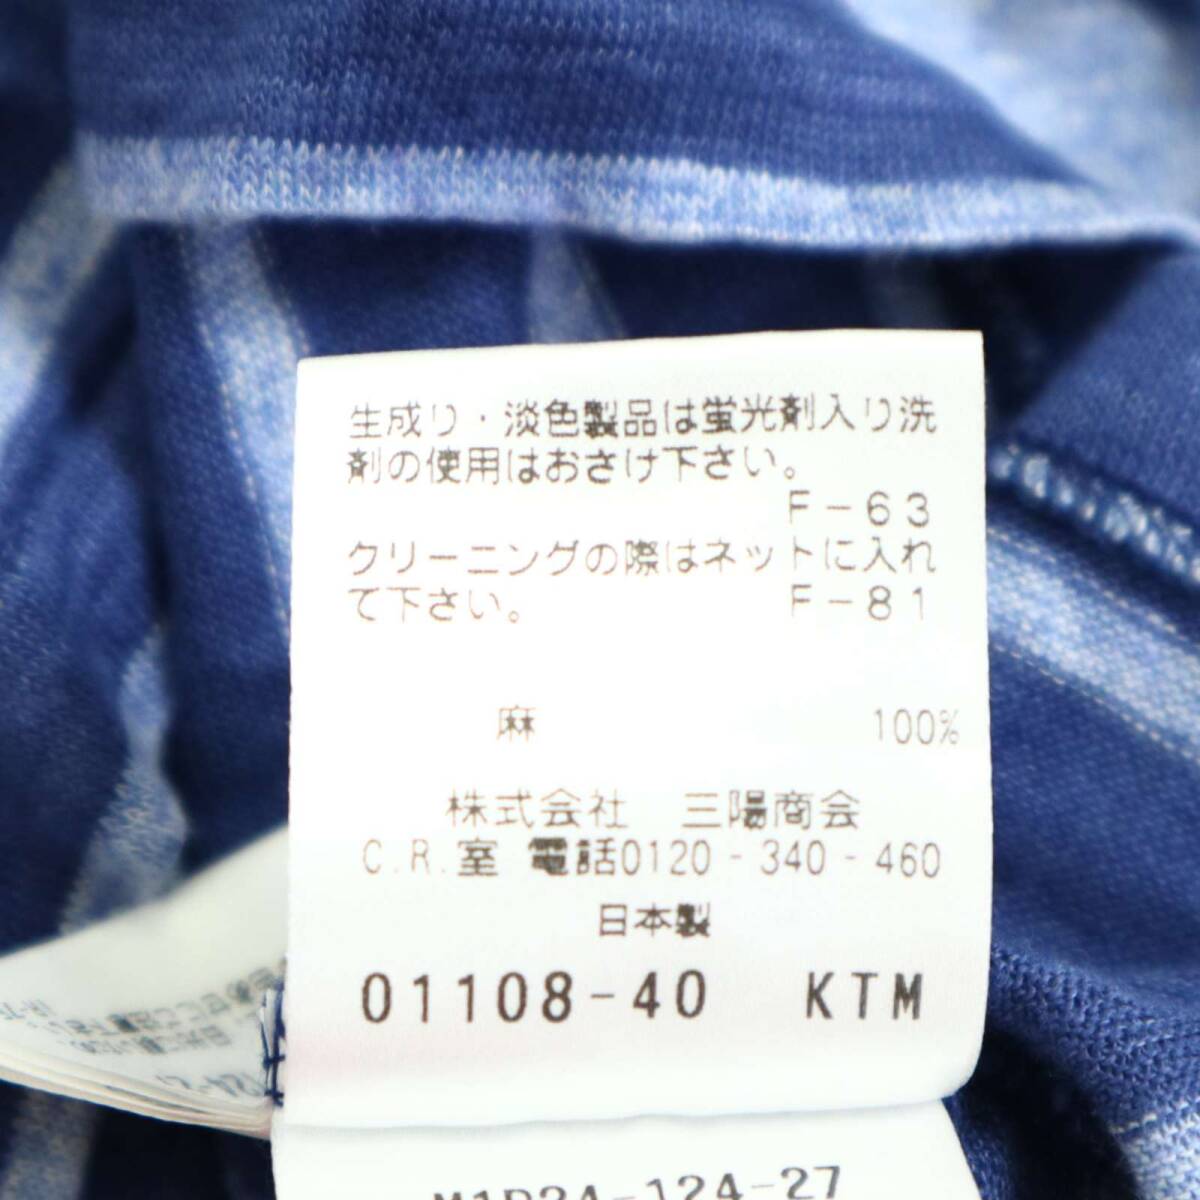 生成り・淡色製品は蛍光剤入り洗
剤の使用はおさけ下さい。
F-63
クリーニングの際はネットに入れ
て下さい。 F-81
麻 100%
株式会社 三陽商会
C.R.室 電話0120-340-460
日本製
01108-40 KTM
M1D24-124-27